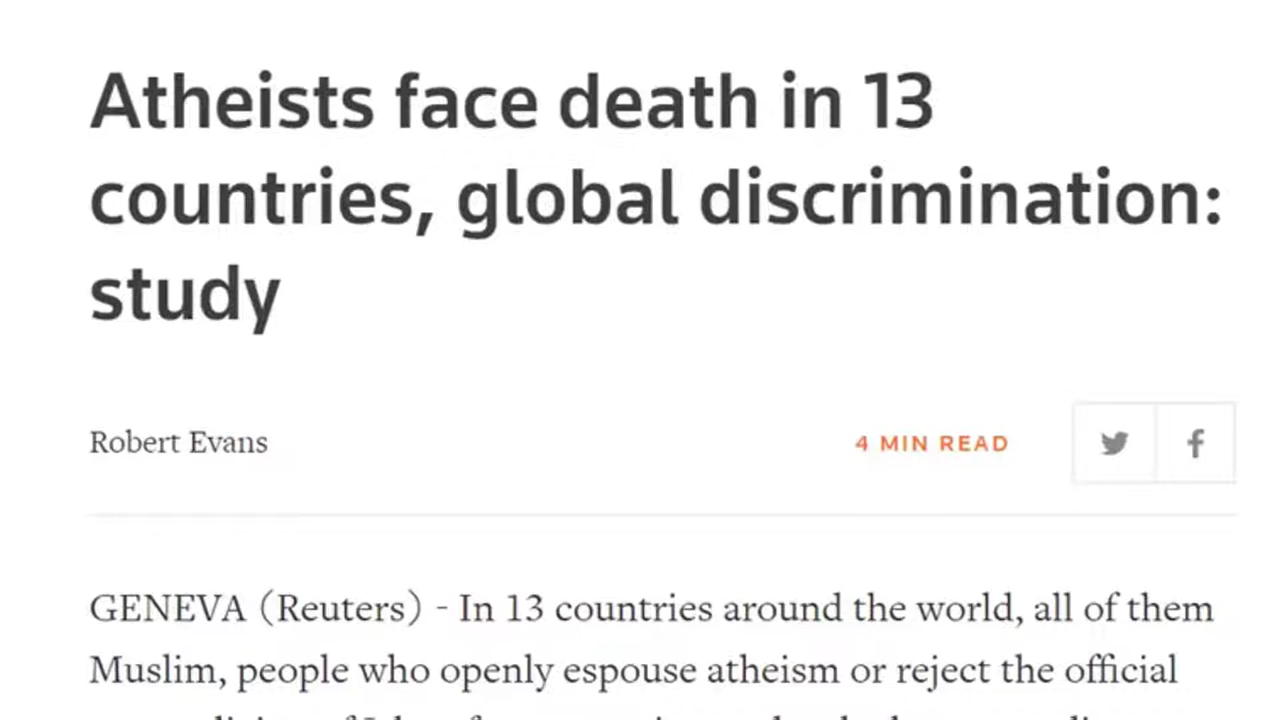 Atheists face death in 13
countries, global discrimination:
study
Robert Evans
4 MIN READ
GENEVA (Reuters) - In 13 countries around the world, all of them
Muslim, people who openly espouse atheism or reject the official